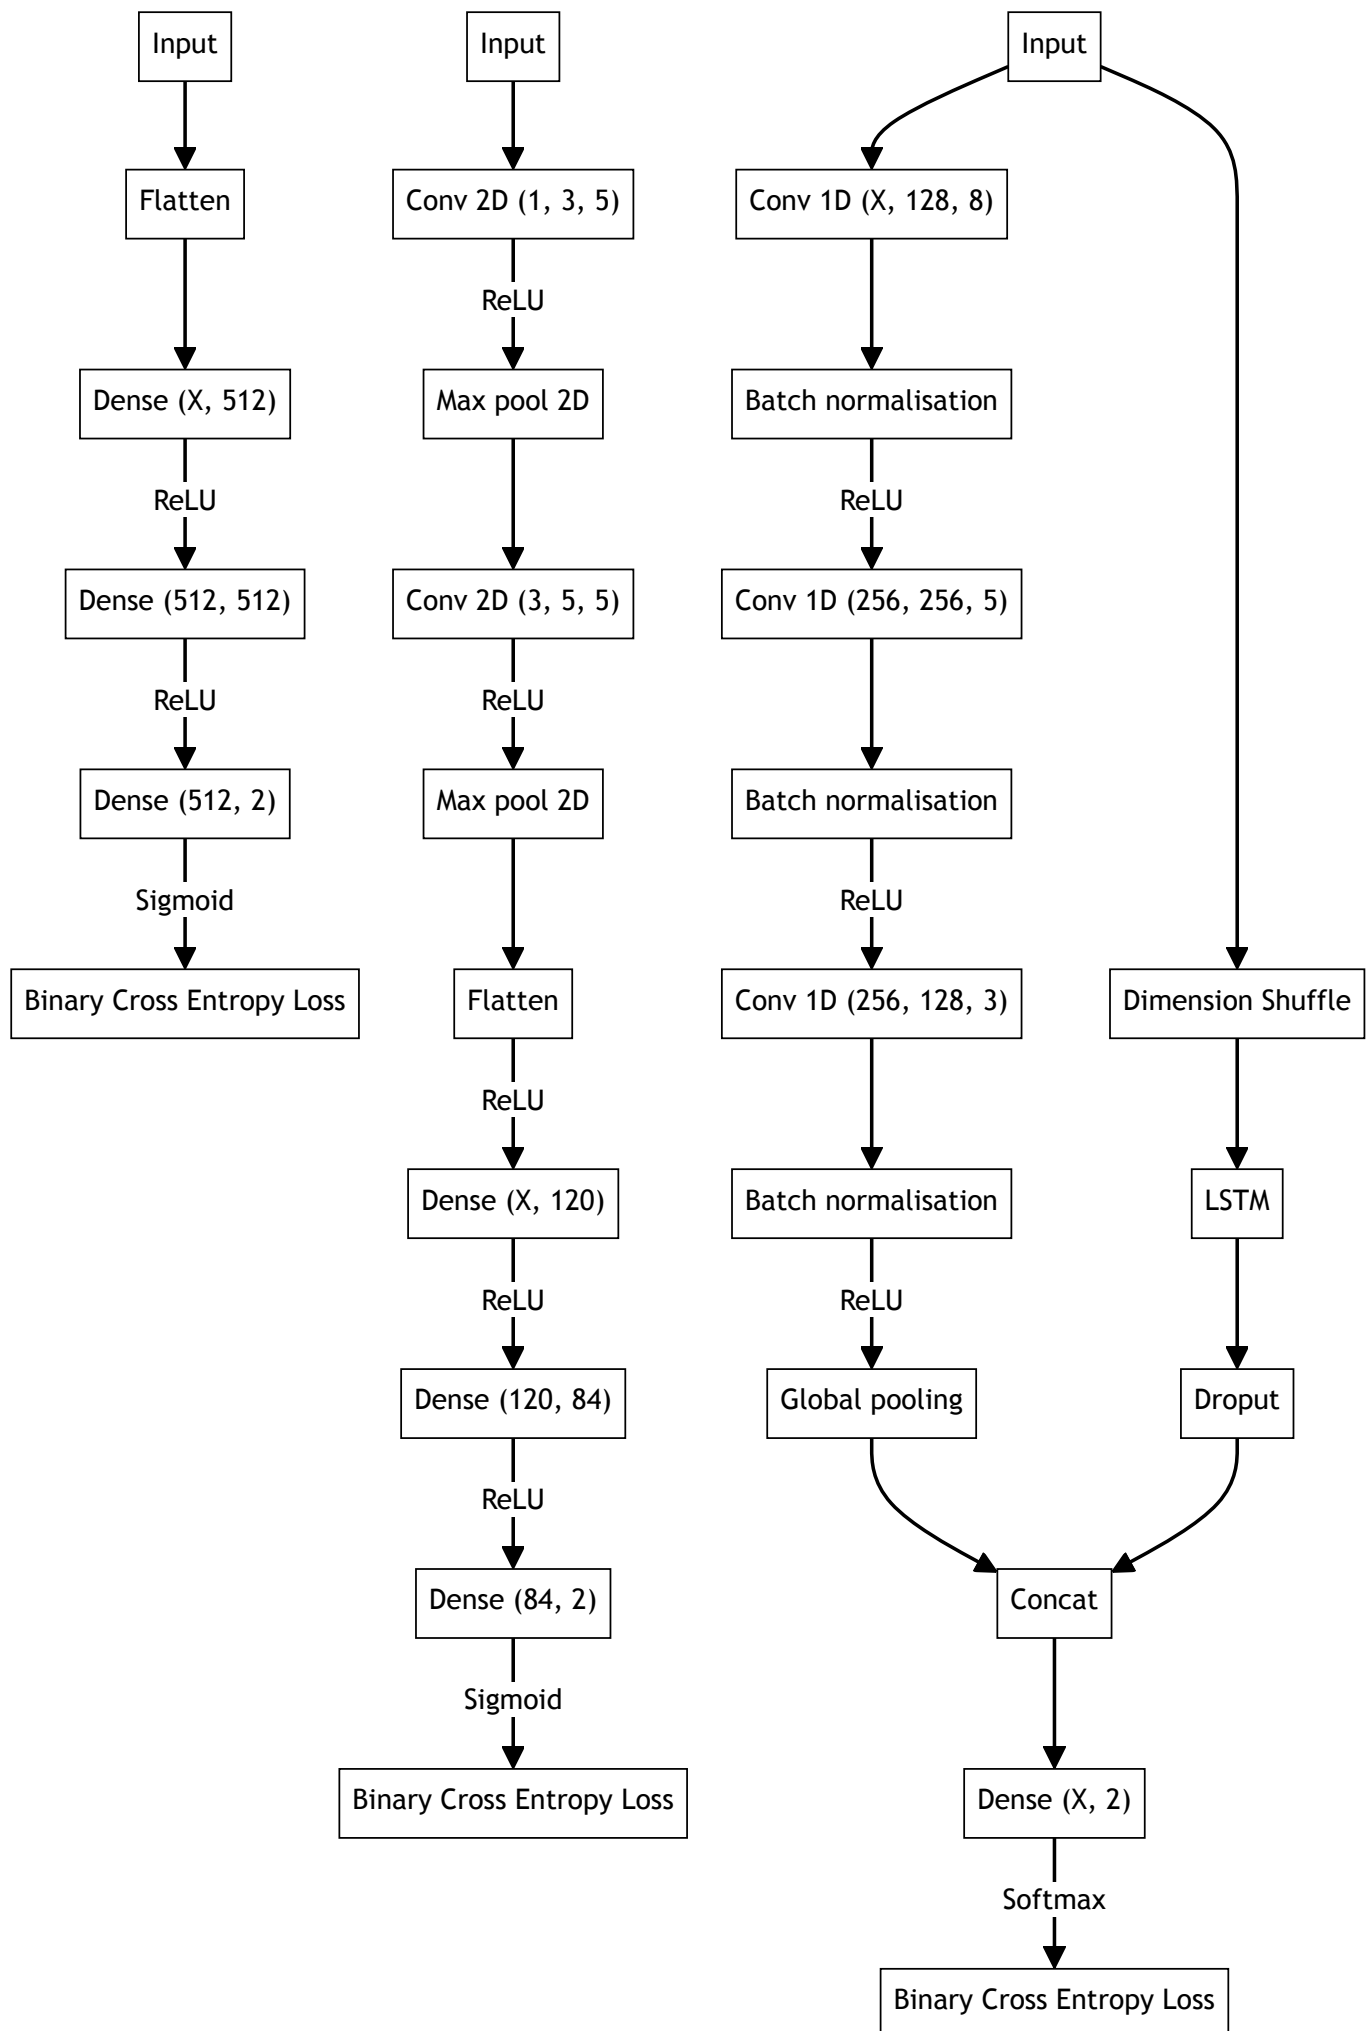 Input
Flatten
Dense (X, 512)
ReLU
Dense (512, 512)
ReLU
Dense (512, 2)
Sigmoid
Binary Cross Entropy Loss
Input
Conv 2D (1, 3, 5)
ReLU
Max pool 2D
Conv 2D (3, 5, 5)
ReLU
Max pool 2D
Flatten
ReLU
Dense (X, 120)
ReLU
Dense (120, 84)
ReLU
Dense (84, 2)
Sigmoid
Binary Cross Entropy Loss
Input
Conv 1D (X, 128, 8)
Batch normalisation
ReLU
Conv 1D (256, 256, 5)
Batch normalisation
ReLU
Conv 1D (256, 128, 3)
Batch normalisation
ReLU
Global pooling
Dimension Shuffle
LSTM
Droput
Concat
Dense (X, 2)
Softmax
Binary Cross Entropy Loss